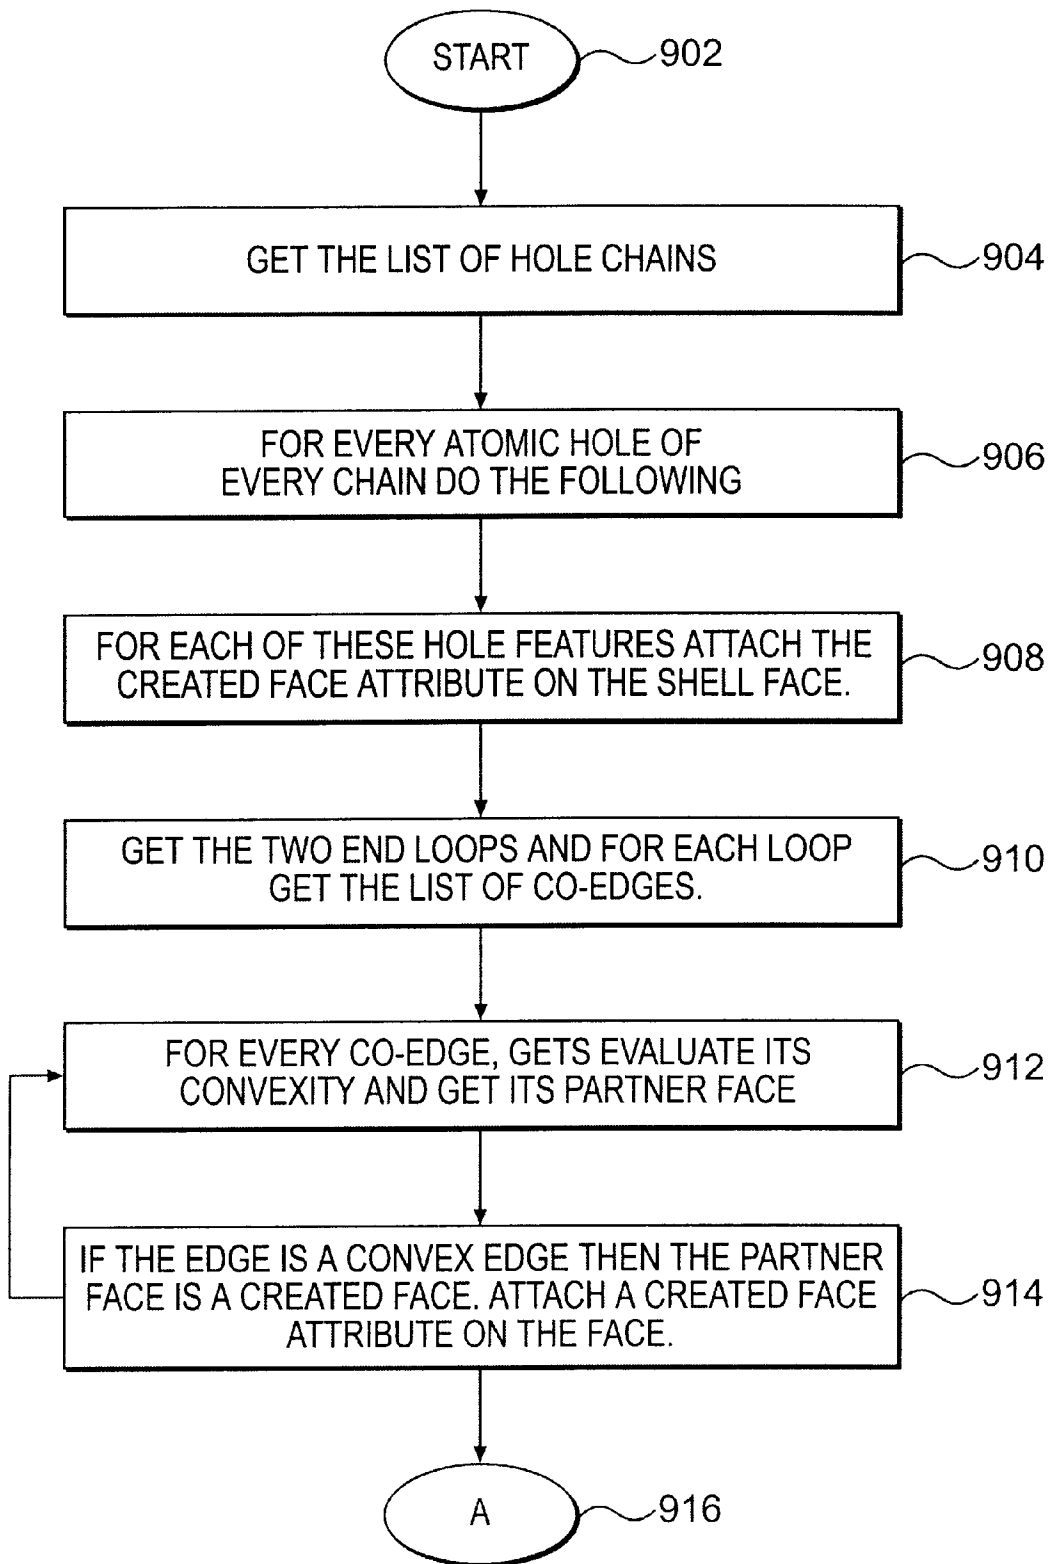 START
902
GET THE LIST OF HOLE CHAINS
904
FOR EVERY ATOMIC HOLE OF
EVERY CHAIN DO THE FOLLOWING
906
FOR EACH OF THESE HOLE FEATURES ATTACH THE
CREATED FACE ATTRIBUTE ON THE SHELL FACE.
908
GET THE TWO END LOOPS AND FOR EACH LOOP
GET THE LIST OF CO-EDGES.
910
FOR EVERY CO-EDGE, GETS EVALUATE ITS
CONVEXITY AND GET ITS PARTNER FACE
912
IF THE EDGE IS A CONVEX EDGE THEN THE PARTNER
FACE IS A CREATED FACE. ATTACH A CREATED FACE
ATTRIBUTE ON THE FACE.
914
A
916